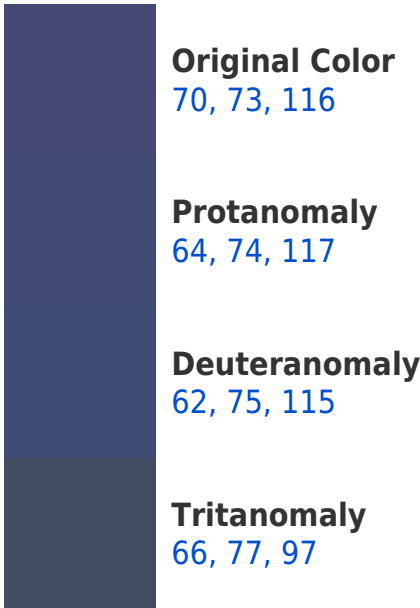 Original Color
70, 73, 116
Protanomaly
64, 74, 117
Deuteranomaly
62, 75, 115
Tritanomaly
66, 77, 97